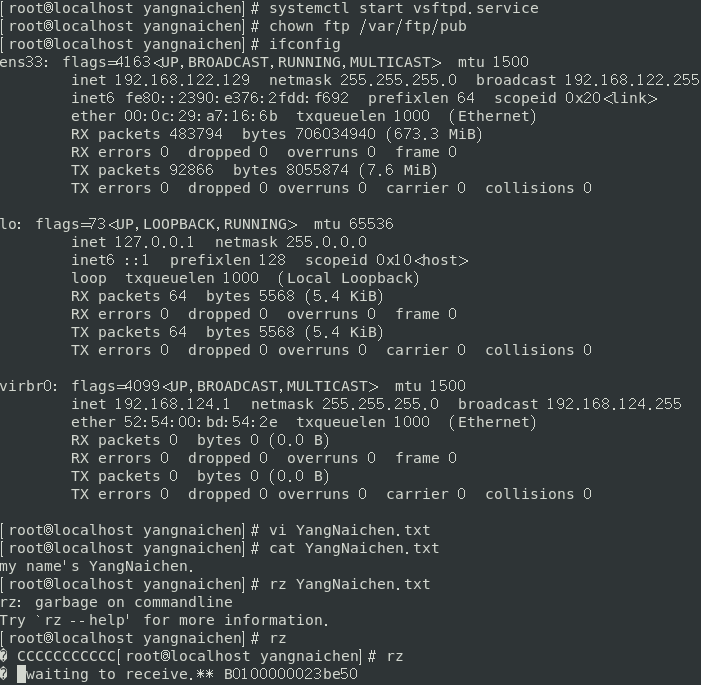 [root@localhost yangnaichen]# systemctl start vsftpd.service
[root@localhost yangnaichen]# chown ftp /var/ftp/pub
[root@localhost yangnaichen]# ifconfig
ens33: flags=4163<UP,BROADCAST,RUNNING,MULTICAST>  mtu 1500
        inet 192.168.122.129  netmask 255.255.255.0  broadcast 192.168.122.255
        inet6 fe80::2390:e376:2fdd:f692  prefixlen 64  scopeid 0x20<link>
        ether 00:0c:29:a7:16:6b  txqueuelen 1000  (Ethernet)
        RX packets 483794  bytes 706034940 (673.3 MiB)
        RX errors 0  dropped 0  overruns 0  frame 0
        TX packets 92866  bytes 8055874 (7.6 MiB)
        TX errors 0  dropped 0 overruns 0  carrier 0  collisions 0
lo: flags=73<UP,LOOPBACK,RUNNING>  mtu 65536
        inet 127.0.0.1  netmask 255.0.0.0
        inet6 ::1  prefixlen 128  scopeid 0x10<host>
        loop  txqueuelen 1000  (Local Loopback)
        RX packets 64  bytes 5568 (5.4 KiB)
        RX errors 0  dropped 0  overruns 0  frame 0
        TX packets 64  bytes 5568 (5.4 KiB)
        TX errors 0  dropped 0 overruns 0  carrier 0  collisions 0
virbr0: flags=4099<UP,BROADCAST,MULTICAST>  mtu 1500
        inet 192.168.124.1  netmask 255.255.255.0  broadcast 192.168.124.255
        ether 52:54:00:bd:54:2e  txqueuelen 1000  (Ethernet)
        RX packets 0  bytes 0 (0.0 B)
        RX errors 0  dropped 0  overruns 0  frame 0
        TX packets 0  bytes 0 (0.0 B)
        TX errors 0  dropped 0 overruns 0  carrier 0  collisions 0
[root@localhost yangnaichen]# vi YangNaichen.txt
[root@localhost yangnaichen]# cat YangNaichen.txt
my name's YangNaichen.
[root@localhost yangnaichen]# rz YangNaichen.txt
rz: garbage on commandline
Try `rz --help' for more information.
[root@localhost yangnaichen]# rz
� CCCCCCCCCCC[root@localhost yangnaichen]# rz
� waiting to receive.** B0100000023be50